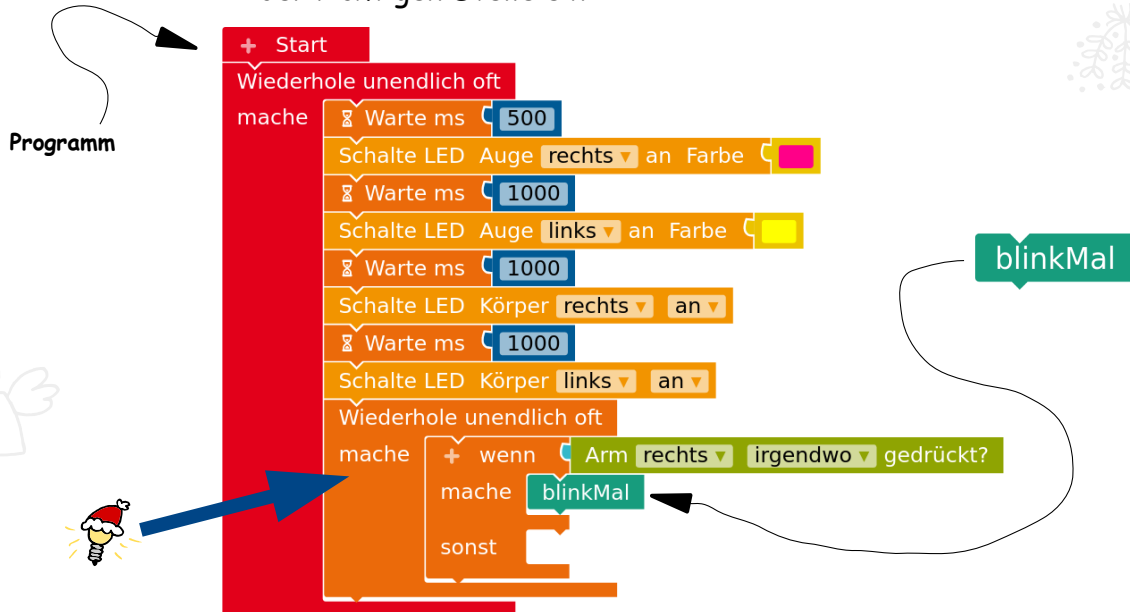 Start
Wiederhole unendlich oft
mache Warte ms 500
Programm
Schalte LED Auge rechts an Farbe
Warte ms 1000
Schalte LED Auge links an Farbe
blinkMal
Warte ms 1000
Schalte LED Körper rechts an
Warte ms 1000
Schalte LED Körper links an
Wiederhole unendlich oft
mache wenn Arm rechts irgendwo gedrückt?
mache blinkMal
sonst